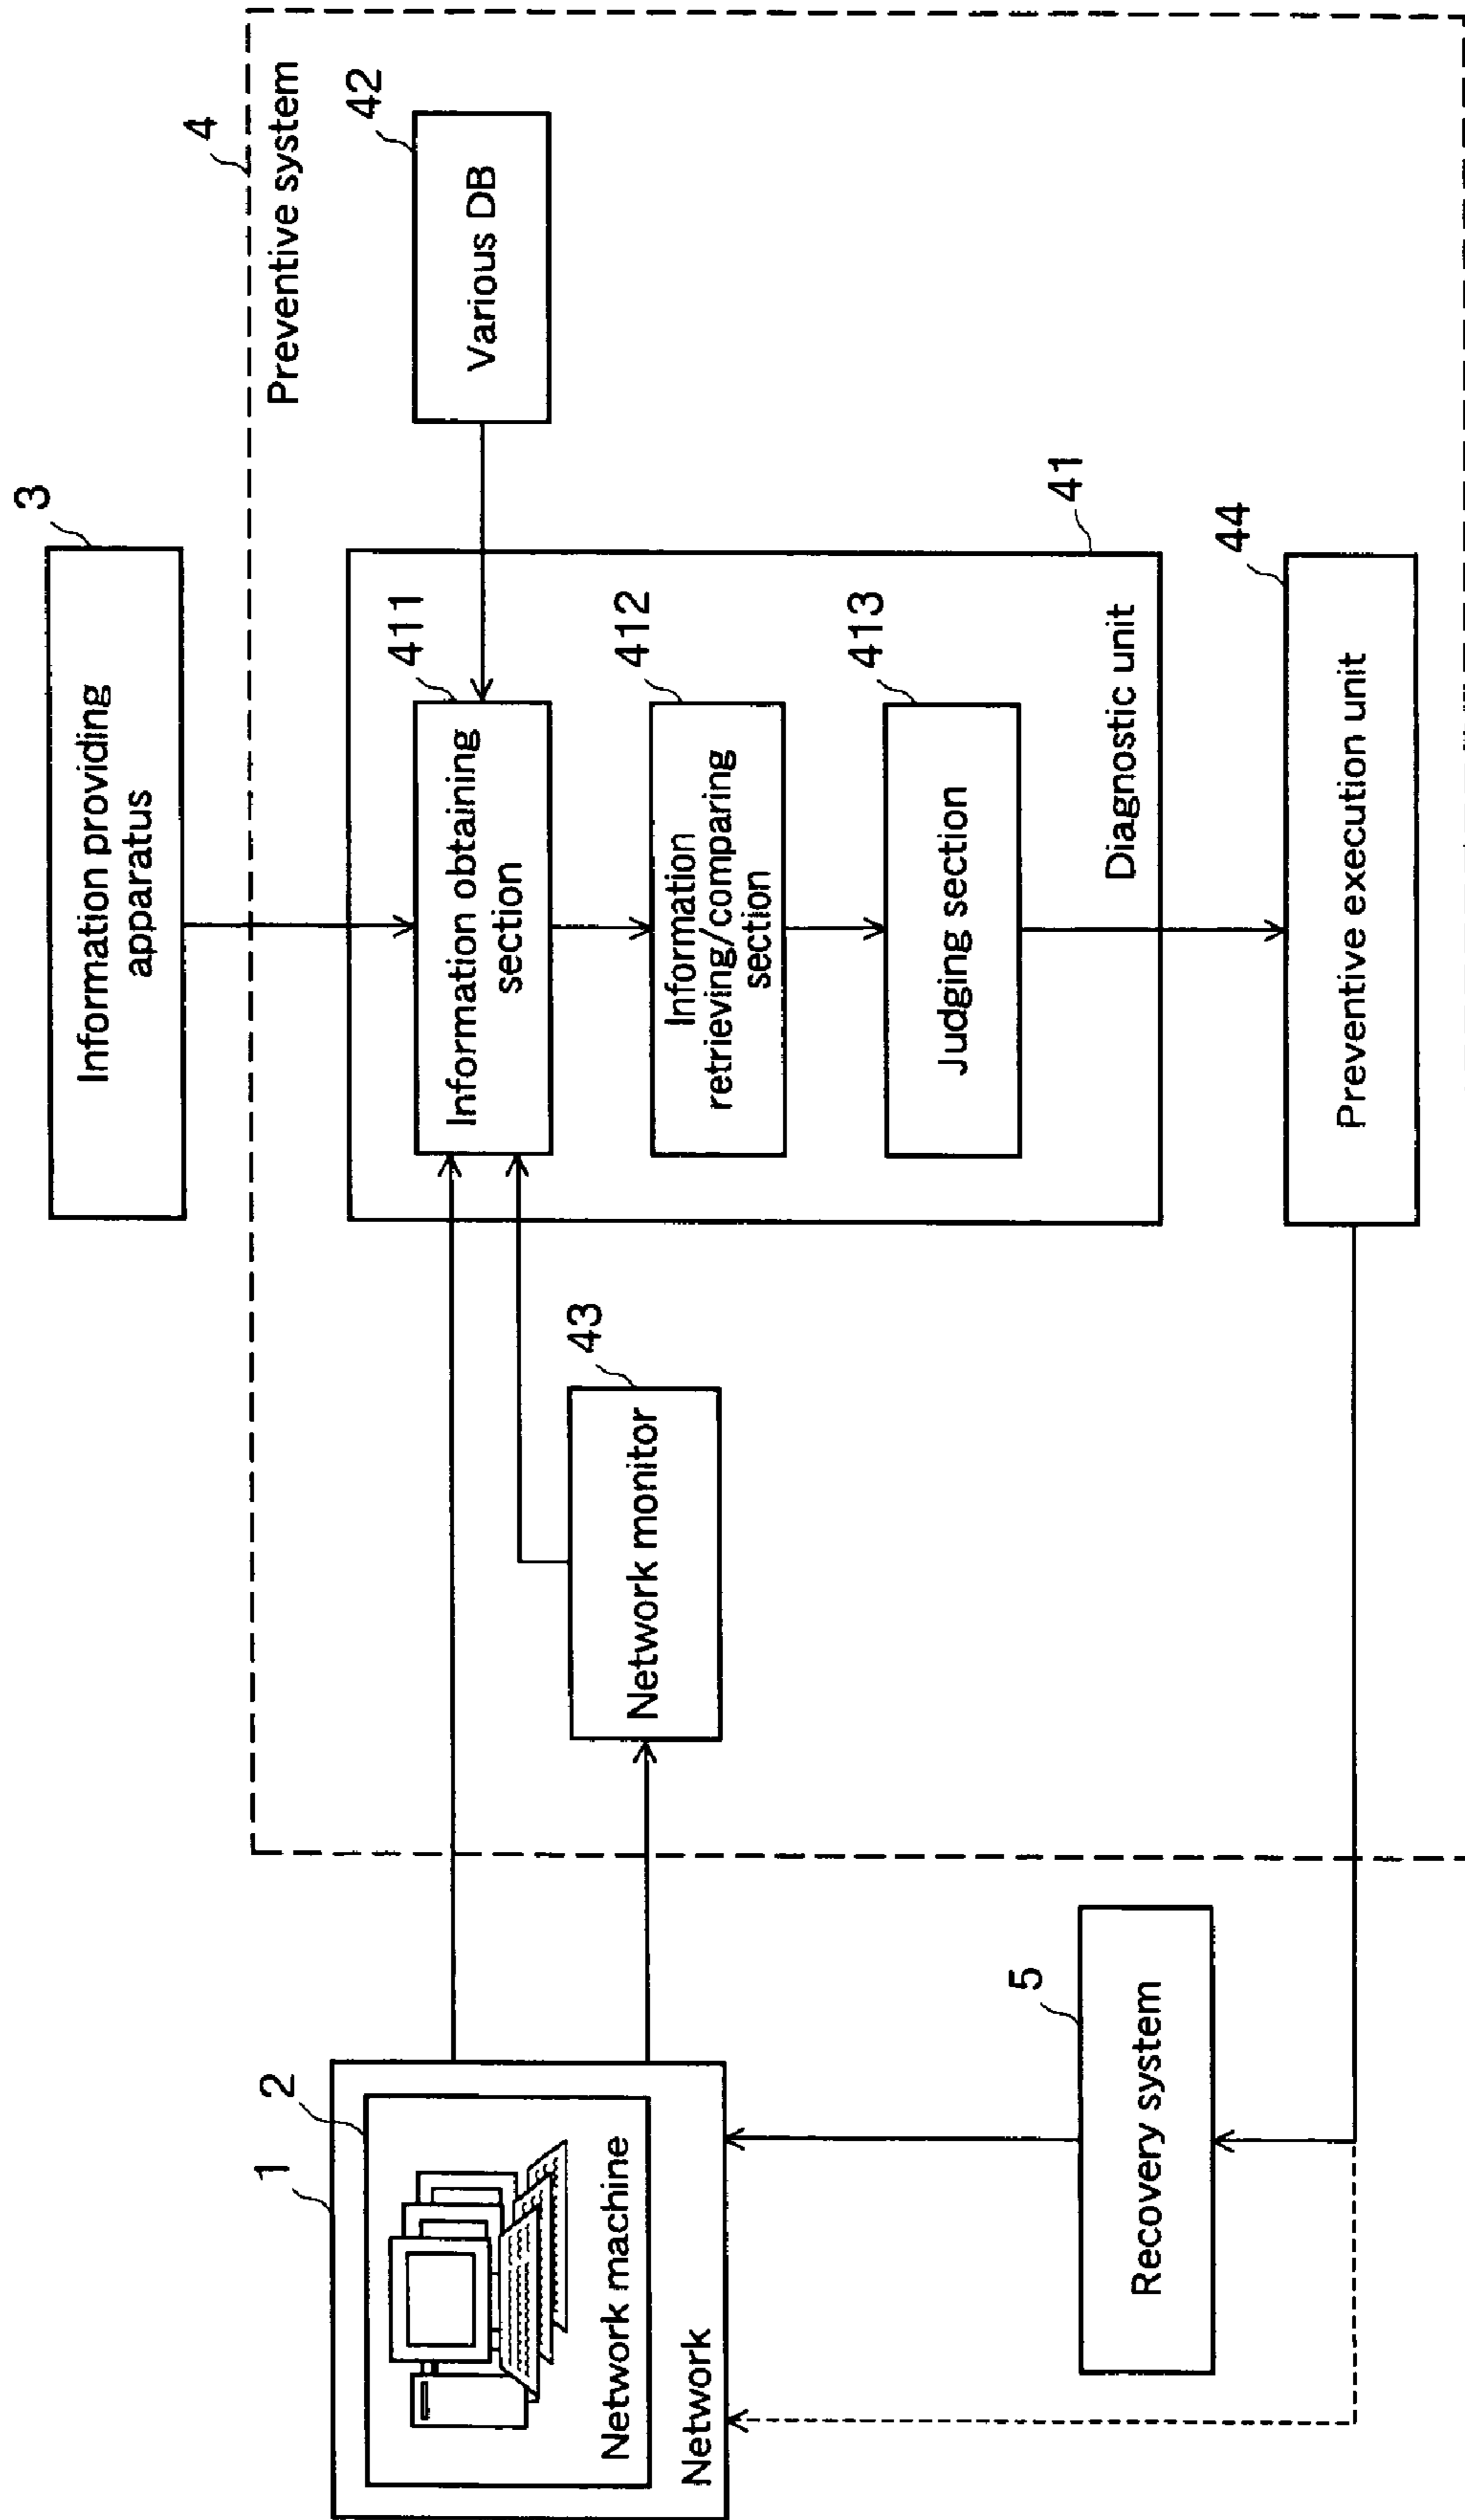 3
Information providing
apparatus
4
Preventive system
1
2
Network machine
Network
43
Network monitor
411
Information obtaining
section
412
Information
retrieving/comparing
section
413
Judging section
Diagnostic unit
41
42
Various DB
5
Recovery system
44
Preventive execution unit